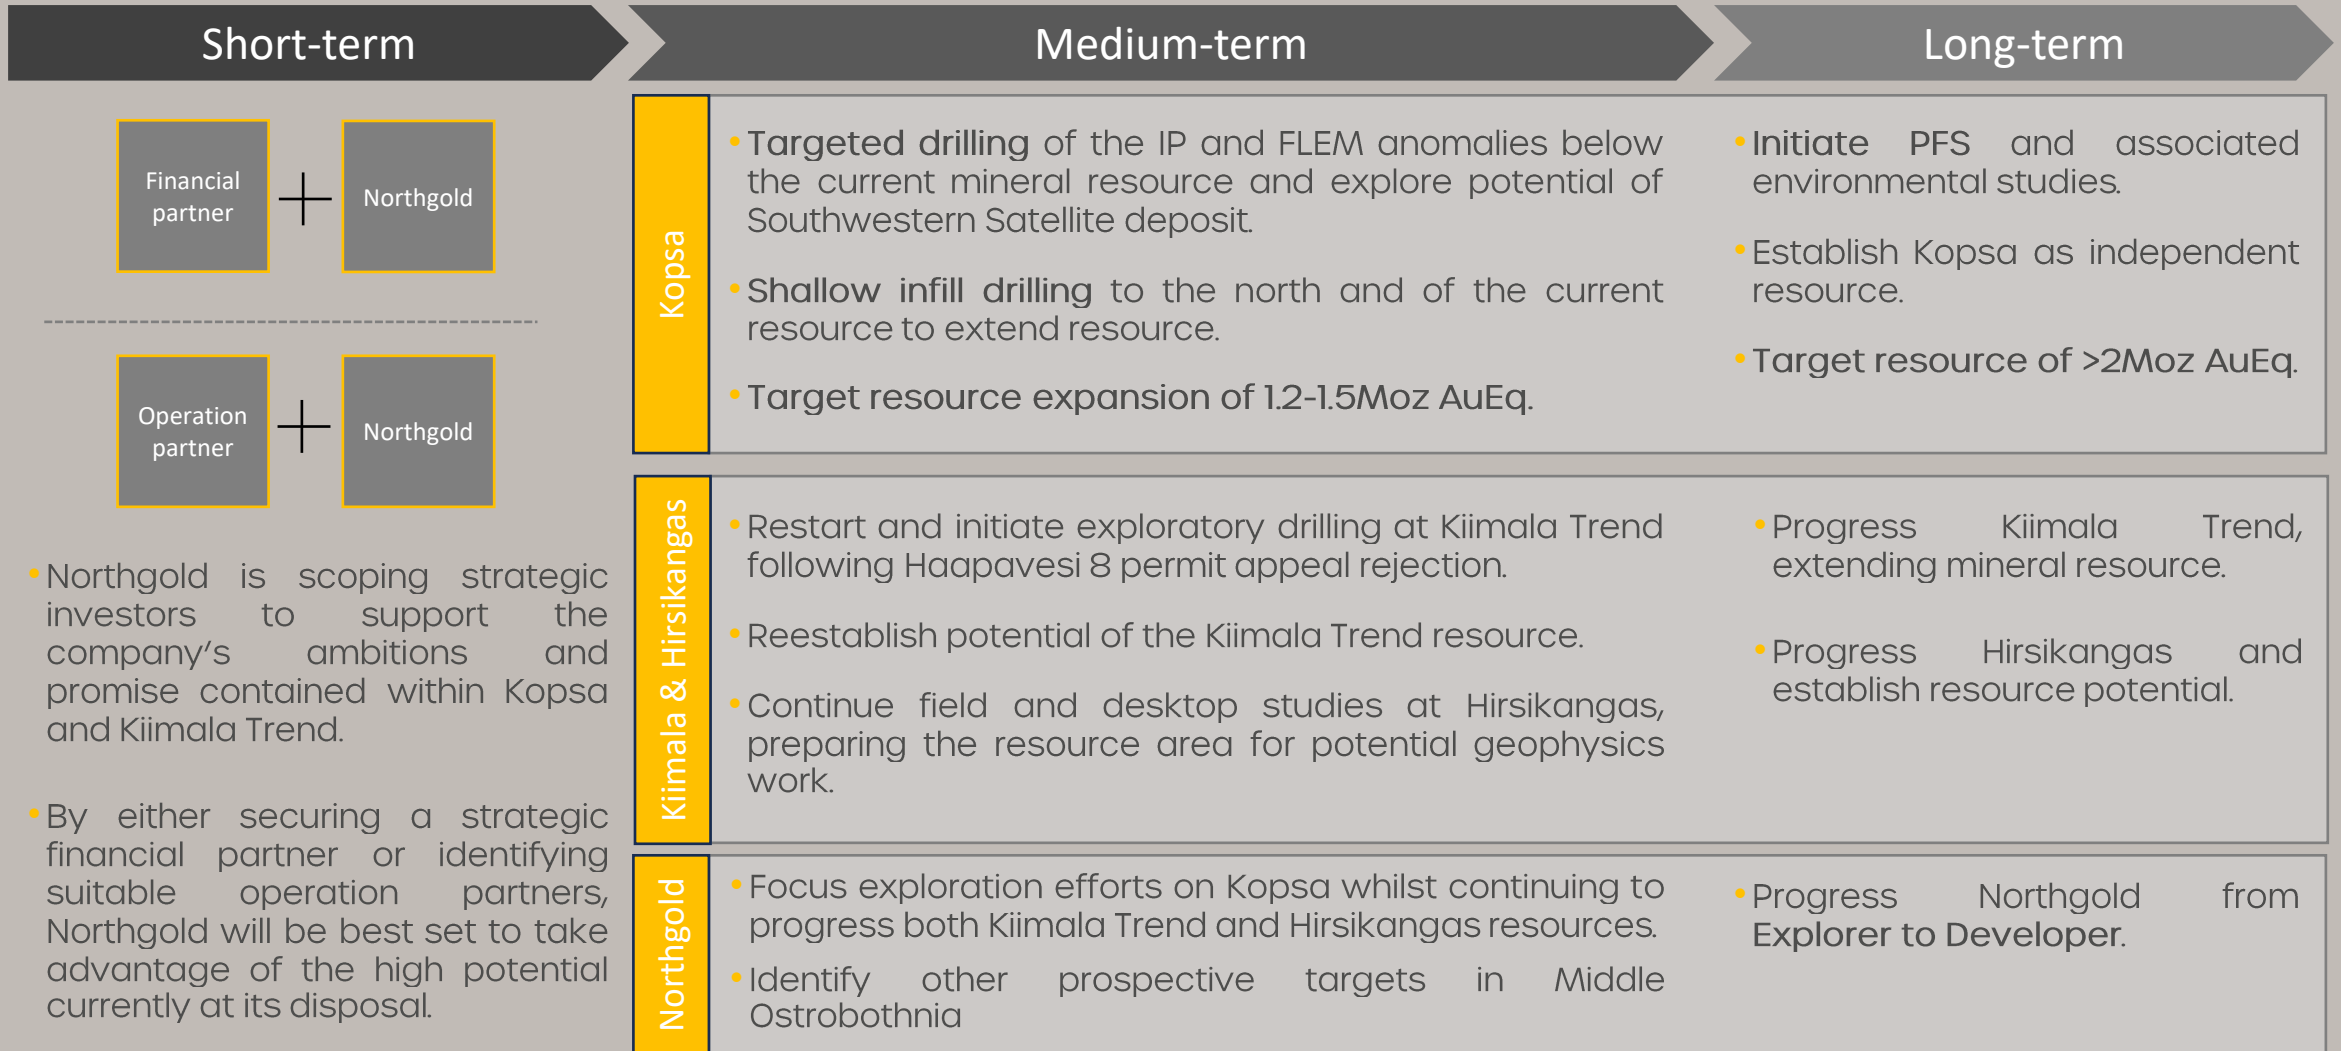 Short-term
Medium-term
Long-term
Financial
partner
Northgold
Operation
partner
Northgold
• Northgold is scoping strategic
investors to support the
company’s ambitions and
promise contained within Kopsa
and Kiimala Trend.
• By either securing a strategic
financial partner or identifying
suitable operation partners,
Northgold will be best set to take
advantage of the high potential
currently at its disposal.
Kopsa
• Targeted drilling of the IP and FLEM anomalies below
the current mineral resource and explore potential of
Southwestern Satellite deposit.
• Shallow infill drilling to the north and of the current
resource to extend resource.
• Target resource expansion of 1.2-1.5Moz AuEq.
• Initiate PFS and associated
environmental studies.
• Establish Kopsa as independent
resource.
• Target resource of >2Moz AuEq.
Kiimala & Hirsikangas
• Restart and initiate exploratory drilling at Kiimala Trend
following Haapavesi 8 permit appeal rejection.
• Reestablish potential of the Kiimala Trend resource.
• Continue field and desktop studies at Hirsikangas,
preparing the resource area for potential geophysics
work.
• Progress Kiimala Trend,
extending mineral resource.
• Progress Hirsikangas and
establish resource potential.
Northgold
• Focus exploration efforts on Kopsa whilst continuing to
progress both Kiimala Trend and Hirsikangas resources.
• Identify other prospective targets in Middle
Ostrobothnia
• Progress Northgold from
Explorer to Developer.